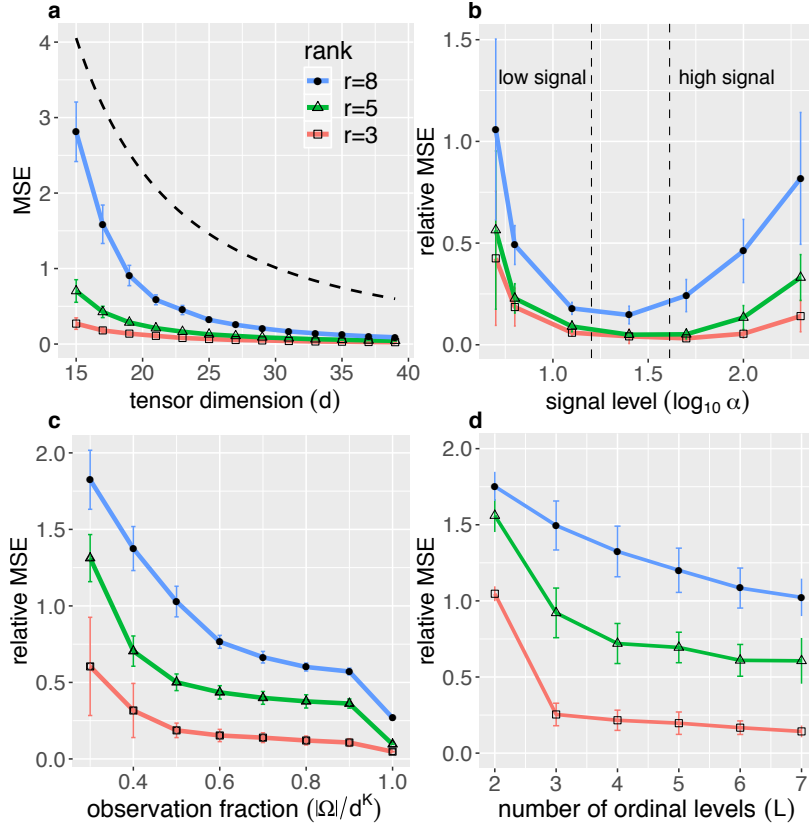 a
rank
r=8
r=5
r=3
4
3
2
1
0
MSE
15 20 25 30 35 40
tensor dimension (d)
b
low signal
high signal
1.5
1.0
0.5
0.0
relative MSE
1.0 1.5 2.0
signal level (log₁₀ α)
c
2.0
1.5
1.0
0.5
0.0
relative MSE
0.4 0.6 0.8 1.0
observation fraction (|Ω|/dᴷ)
d
2.0
1.5
1.0
0.5
0.0
relative MSE
2 3 4 5 6 7
number of ordinal levels (L)